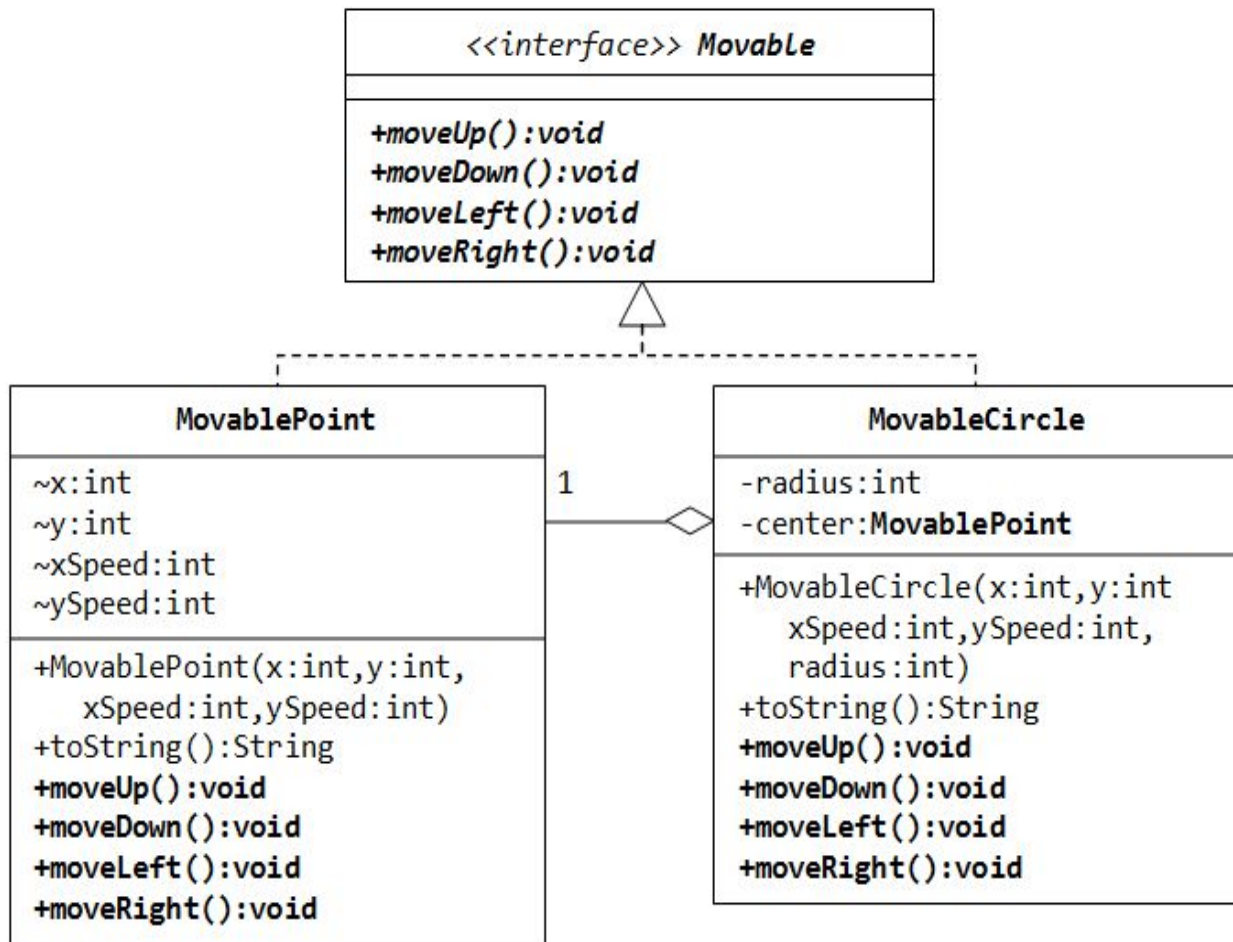 <<interface>> Movable
+moveUp():void
+moveDown():void
+moveLeft():void
+moveRight():void
MovablePoint
~x:int
~y:int
~xSpeed:int
~ySpeed:int
+MovablePoint(x:int,y:int,
xSpeed:int,ySpeed:int)
+toString():String
+moveUp():void
+moveDown():void
+moveLeft():void
+moveRight():void
1
MovableCircle
-radius:int
-center:MovablePoint
+MovableCircle(x:int,y:int
xSpeed:int,ySpeed:int,
radius:int)
+toString():String
+moveUp():void
+moveDown():void
+moveLeft():void
+moveRight():void